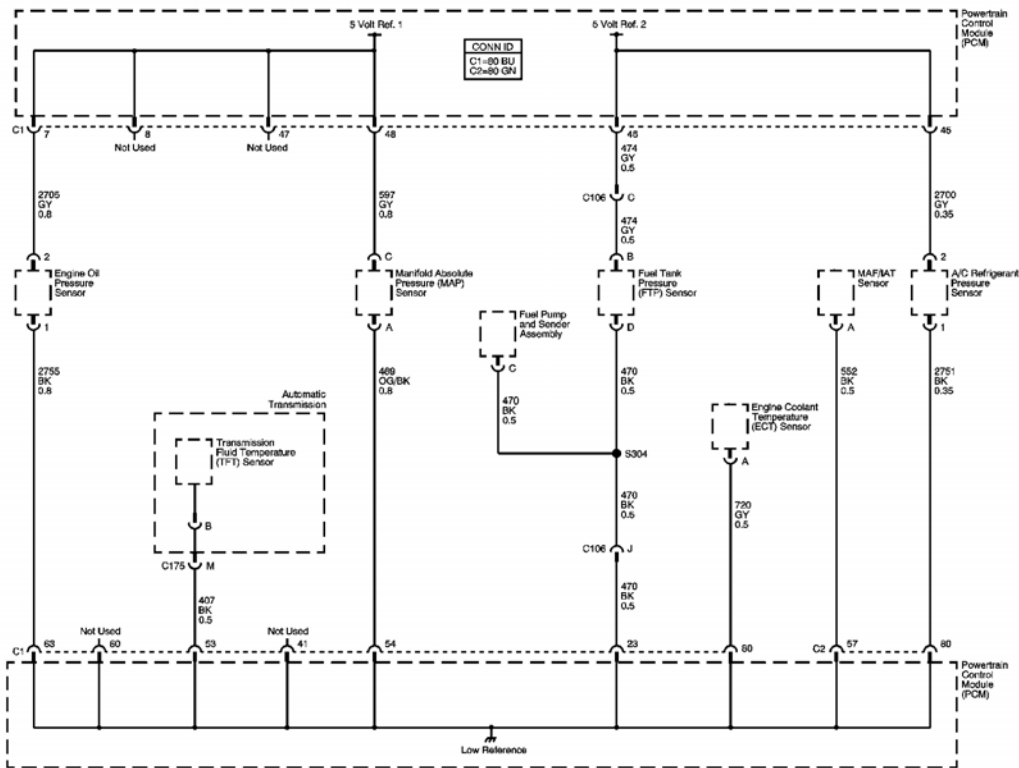 5 Volt Ref. 1
5 Volt Ref. 2
Powertrain
Control
Module
(PCM)
CONN ID
C1=80 BU
C2=80 GN
C1
7
8
47
48
46
45
Not Used
Not Used
474
GY
0.5
2705
GY
0.8
597
GY
0.8
C106
C
2700
GY
0.35
474
GY
0.5
2
C
B
2
Engine Oil
Pressure
Sensor
Manifold Absolute
Pressure (MAP)
Sensor
Fuel Tank
Pressure
(FTP) Sensor
MAF/IAT
Sensor
A/C Refrigerant
Pressure
Sensor
Fuel Pump
and Sender
Assembly
1
A
D
A
1
C
2755
BK
0.8
469
OG/BK
0.8
470
BK
0.5
552
BK
0.5
2751
BK
0.35
Automatic
Transmission
470
BK
0.5
Engine Coolant
Temperature
(ECT) Sensor
Transmission
Fluid Temperature
(TFT) Sensor
S304
A
470
BK
0.5
720
GY
0.5
B
C106
J
C175
M
470
BK
0.5
407
BK
0.5
Not Used
Not Used
C1
63
60
53
41
54
23
80
C2
57
80
Powertrain
Control
Module
(PCM)
Low Reference